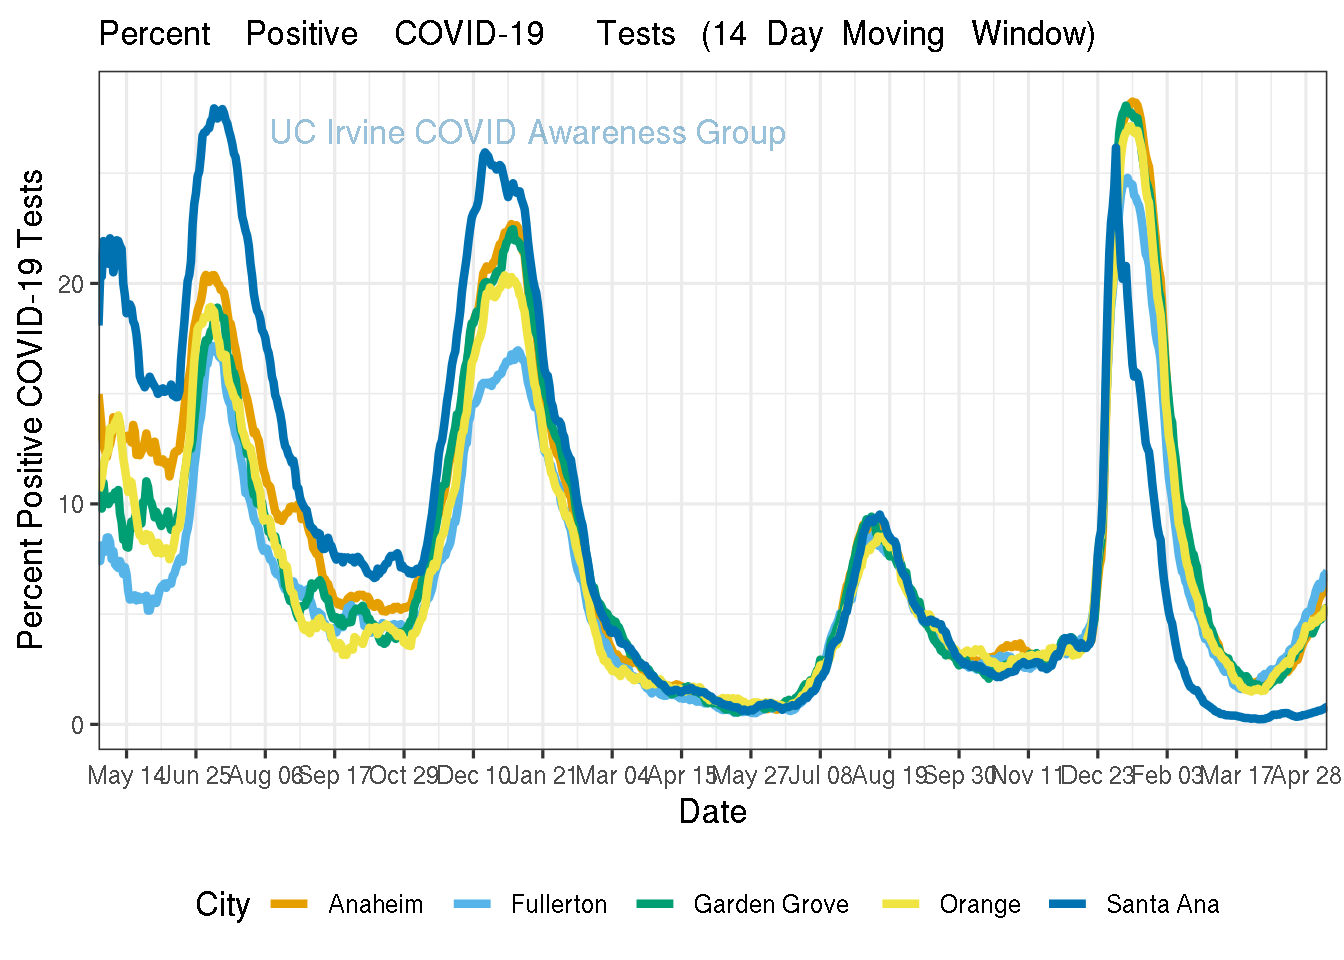 Percent Positive COVID-19 Tests (14 Day Moving Window)
UC Irvine COVID Awareness Group
Percent Positive COVID-19 Tests
20
10
0
May 14 Jun 25 Aug 06 Sep 17 Oct 29 Dec 10 Jan 21 Mar 04 Apr 15 May 27 Jul 08 Aug 19 Sep 30 Nov 11 Dec 23 Feb 03 Mar 17 Apr 28
Date
City Anaheim Fullerton Garden Grove Orange Santa Ana